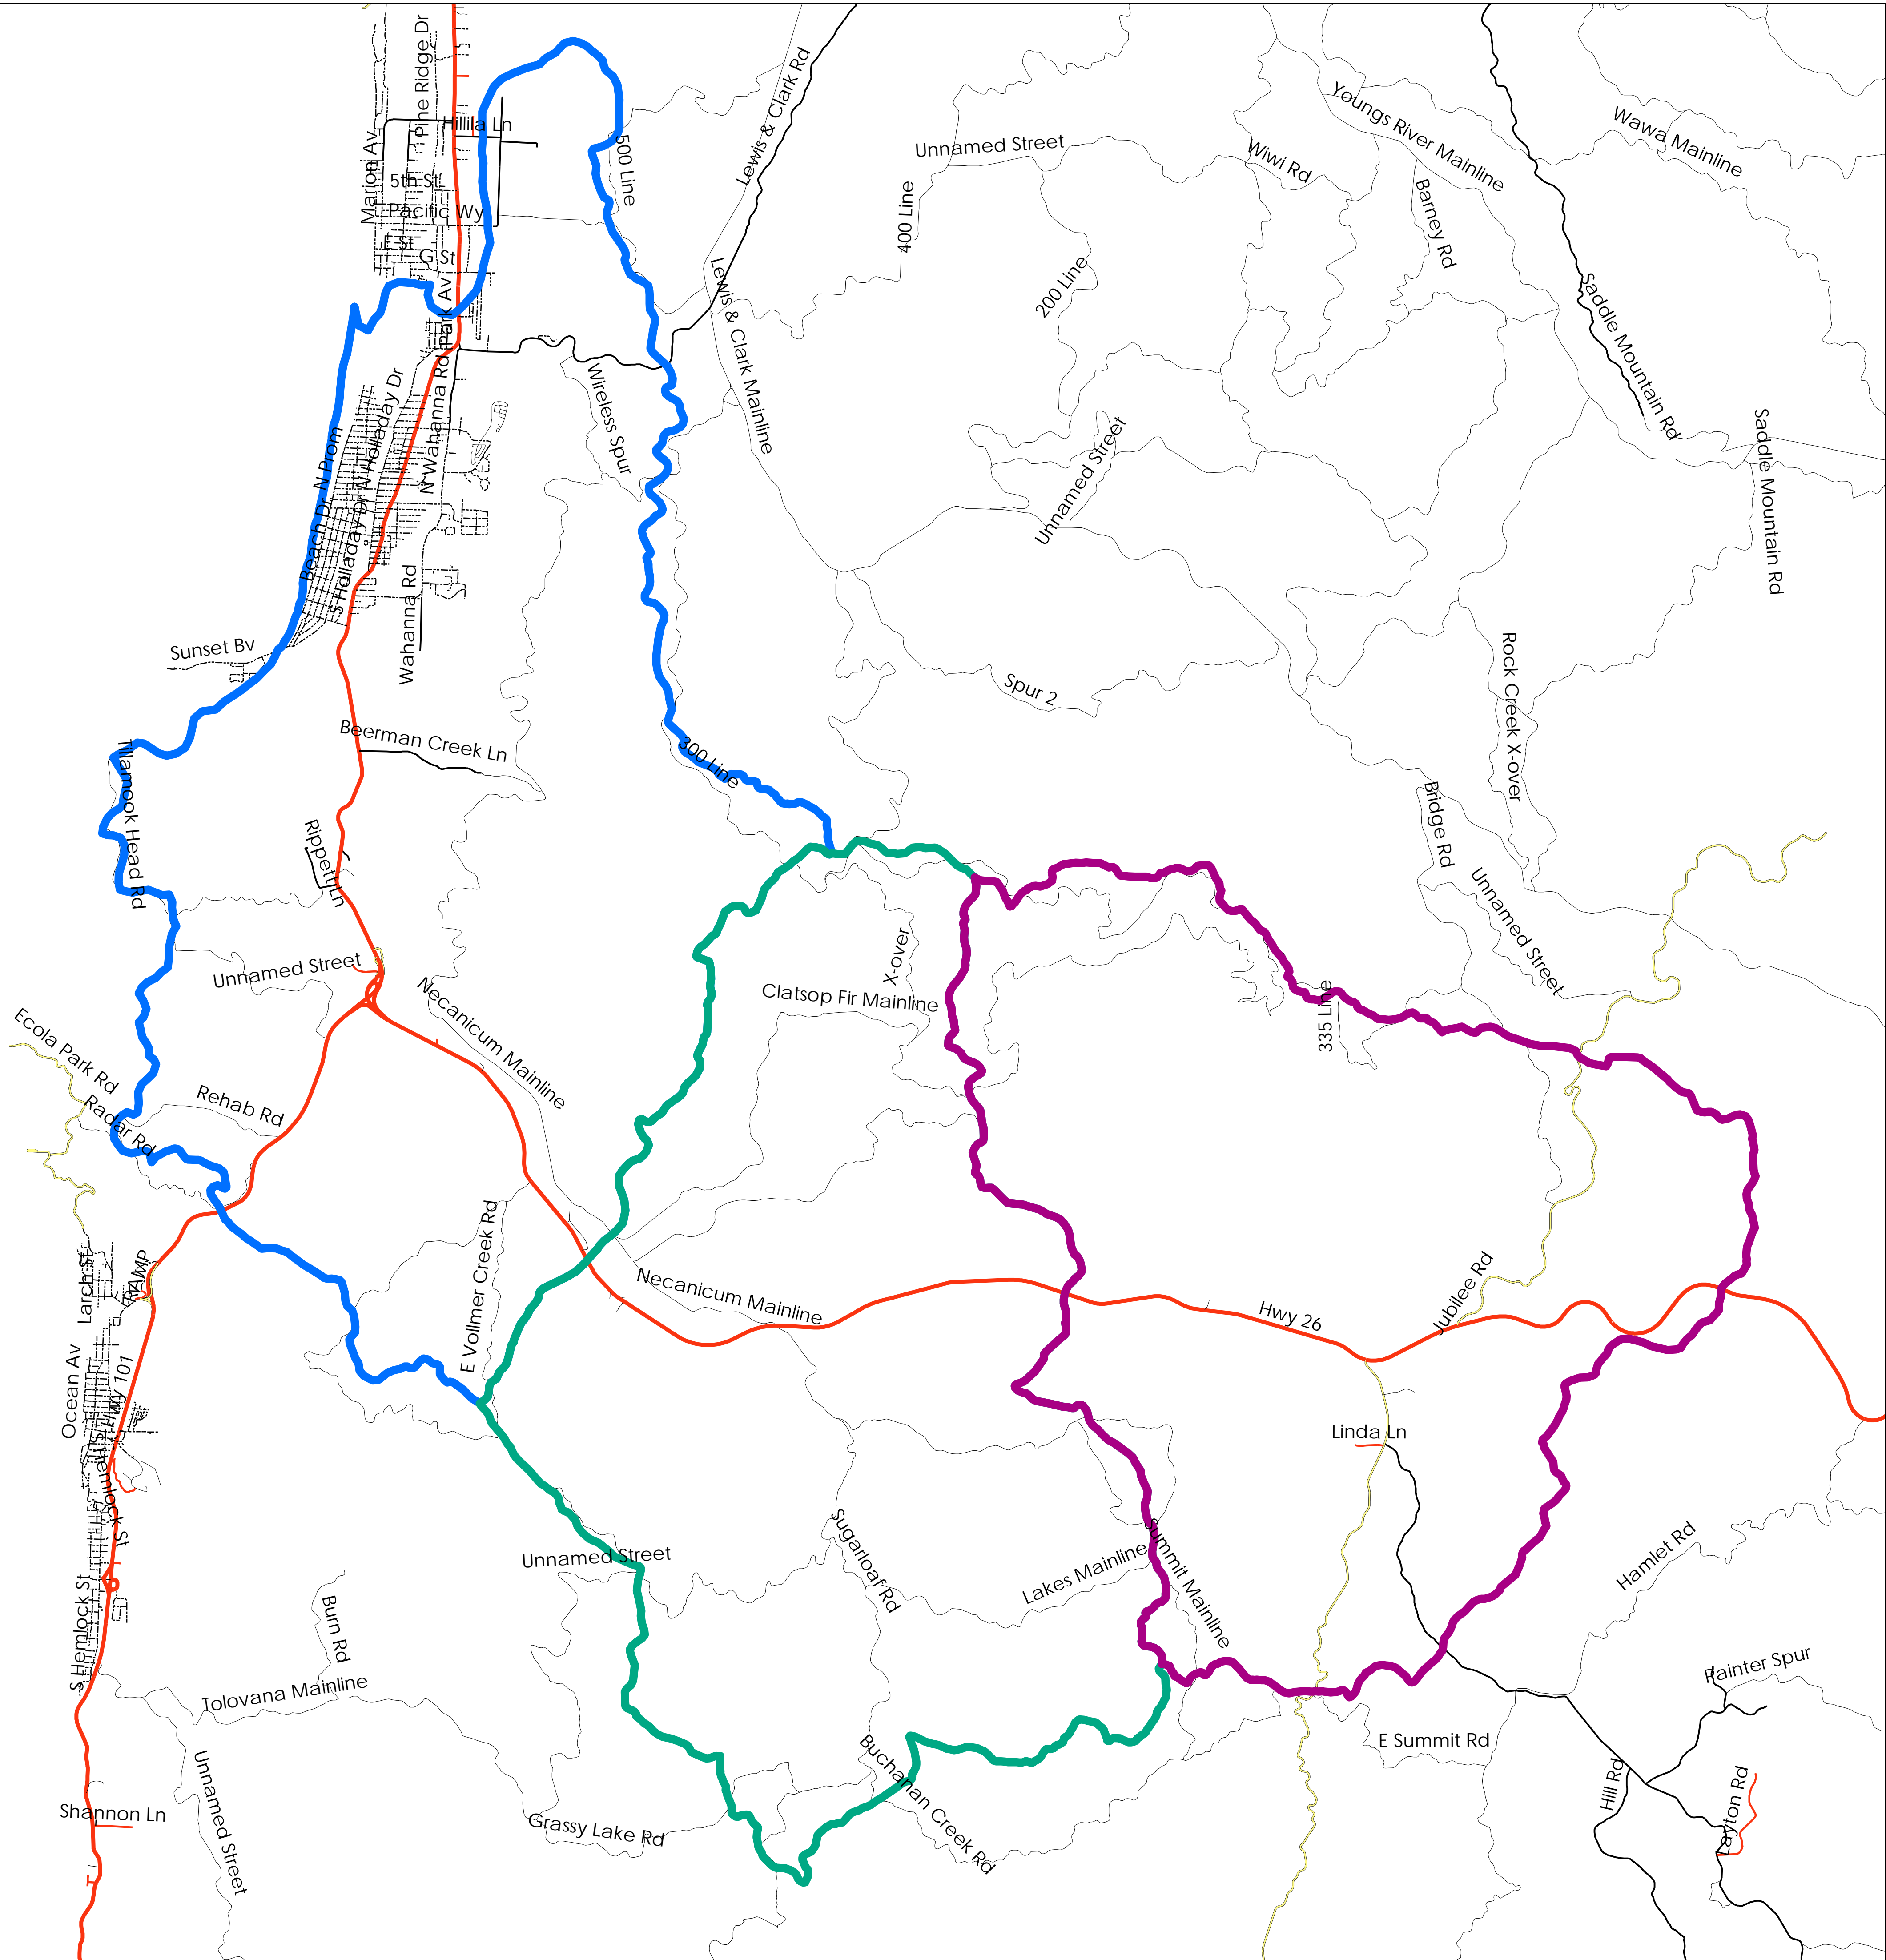 Pine Ridge Dr
Hillila Ln
Marion Av
5th St
Pacific Wy
E St
G St
Park Av
500 Line
Lewis & Clark Rd
Lewis & Clark Mainline
Unnamed Street
400 Line
200 Line
Wiwi Rd
Youngs River Mainline
Barney Rd
Wawa Mainline
Saddle Mountain Rd
Saddle Mountain Rd
Wireless Spur
N Wahanna Rd
N Holladay Dr
N Prom
Beach Dr
S Holladay Dr
Wahanna Rd
Sunset Bv
Unnamed Street
Spur 2
Rock Creek X-over
Beerman Creek Ln
300 Line
Tillamook Head Rd
Rippett Ln
Bridge Rd
Unnamed Street
Unnamed Street
Necanicum Mainline
X-over
Clatsop Fir Mainline
335 Line
Ecola Park Rd
Radar Rd
Rehab Rd
E Vollmer Creek Rd
Necanicum Mainline
Hwy 26
Jubilee Rd
Larch St
RAMP
Ocean Av
Hwy 101
S Hemlock St
Linda Ln
Unnamed Street
Sugarloaf Rd
Lakes Mainline
Summit Mainline
Hamlet Rd
S Hemlock St
Burn Rd
Tolovana Mainline
Painter Spur
E Summit Rd
Unnamed Street
Shannon Ln
Grassy Lake Rd
Buchanan Creek Rd
Hill Rd
Layton Rd